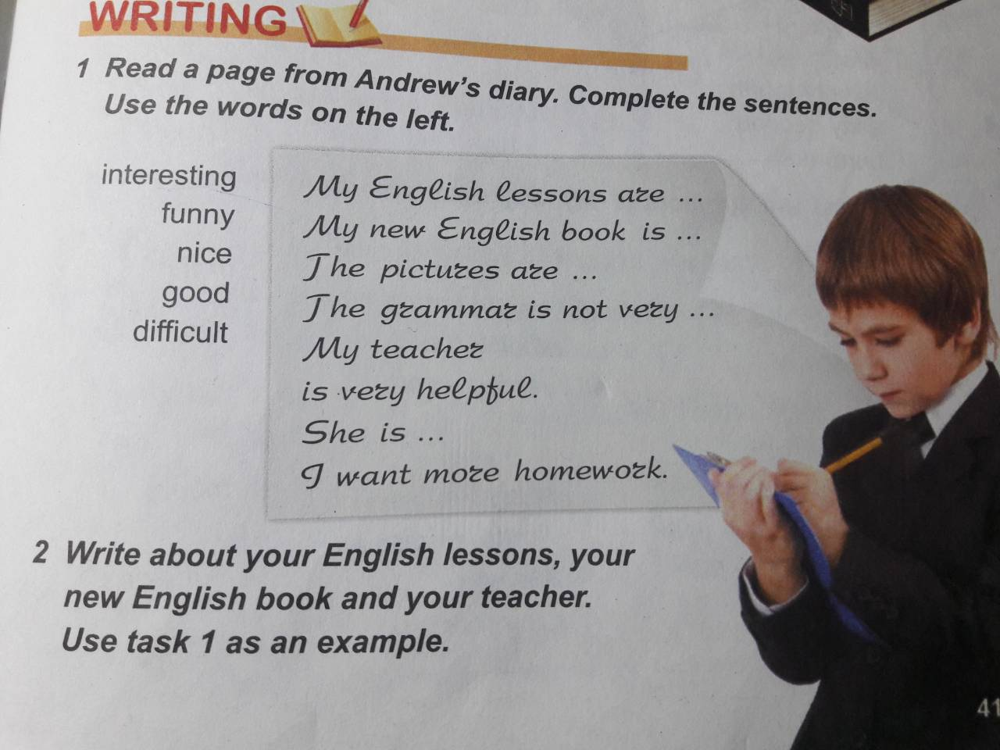 WRITING
1 Read a page from Andrew's diary. Complete the sentences.
Use the words on the left.
interesting
funny
nice
good
difficult
My English lessons are ...
My new English book is ...
The pictures are ...
The grammar is not very ...
My teacher
is very helpful.
She is ...
I want more homework.
2 Write about your English lessons, your
new English book and your teacher.
Use task 1 as an example.
41